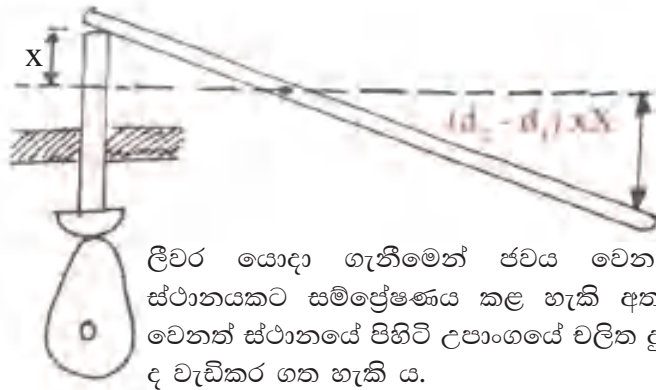 X
(d₂ - d₁) x X
ලීවර යොදා ගැනීමෙන් ජවය වෙන
ස්ථානයකට සම්ප්‍රේෂණය කළ හැකි අත
වෙනත් ස්ථානයේ පිහිටි උපාංගයේ චලිත දු
ද වැඩිකර ගත හැකි ය.